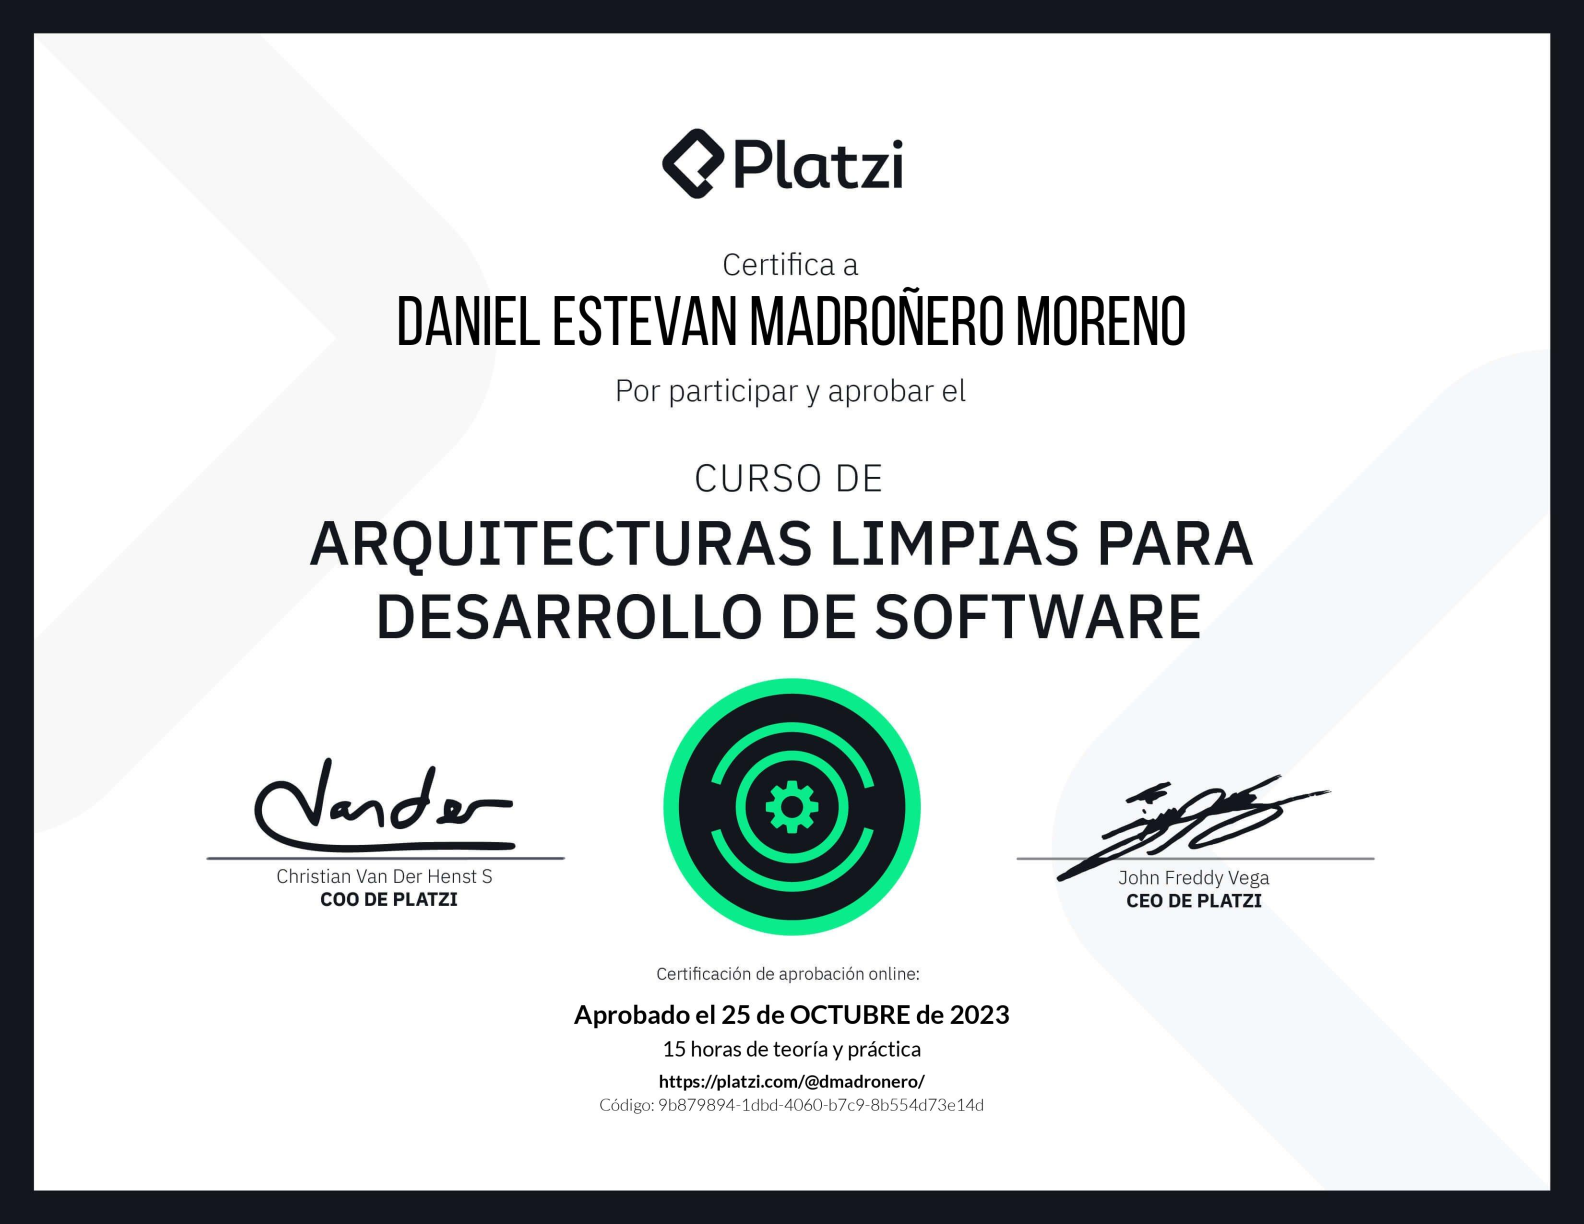 Platzi
Certifica a
DANIEL ESTEVAN MADROÑERO MORENO
Por participar y aprobar el
CURSO DE
ARQUITECTURAS LIMPIAS PARA
DESARROLLO DE SOFTWARE
Vander
Christian Van Der Henst S
COO DE PLATZI
John Freddy Vega
CEO DE PLATZI
Certificación de aprobación online:
Aprobado el 25 de OCTUBRE de 2023
15 horas de teoría y práctica
https://platzi.com/@dmadronero/
Código: 9b879894-1dbd-4060-b7c9-8b554d73e14d